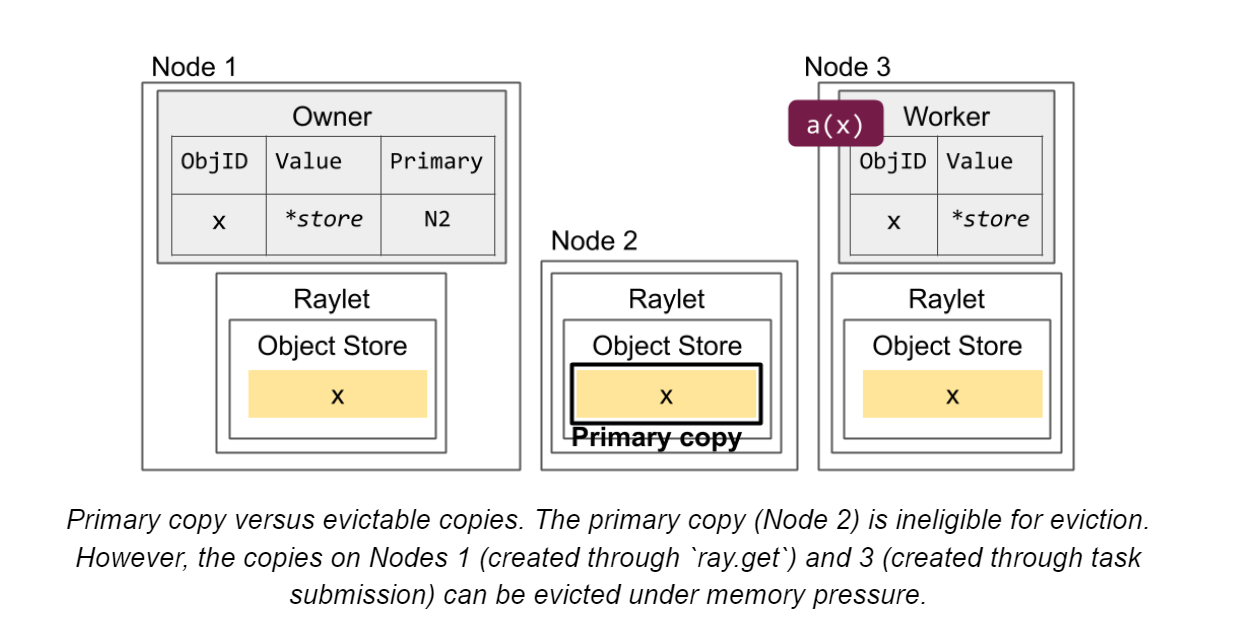 Node 1
Owner
ObjID Value Primary
x *store N2
Raylet
Object Store
x
Node 2
Raylet
Object Store
x
Primary copy
Node 3
a(x)
Worker
ObjID Value
x *store
Raylet
Object Store
x
Primary copy versus evictable copies. The primary copy (Node 2) is ineligible for eviction.
However, the copies on Nodes 1 (created through `ray.get`) and 3 (created through task
submission) can be evicted under memory pressure.